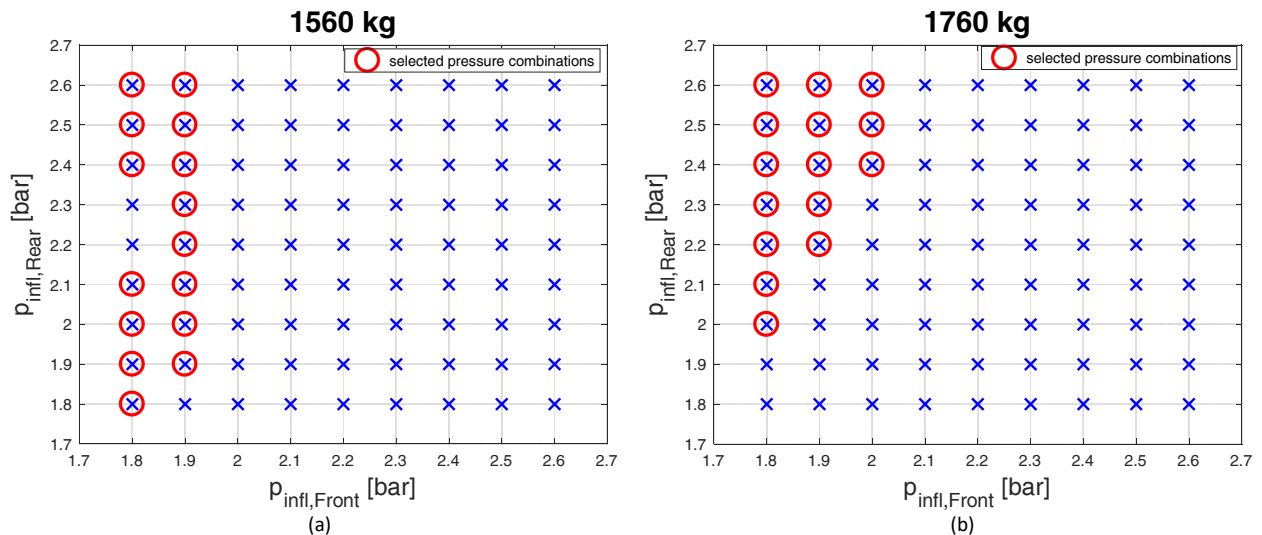 1560 kg
selected pressure combinations
2.7
2.6
2.5
2.4
2.3
2.2
2.1
2
1.9
1.8
1.7
p_infl,Rear [bar]
1.7 1.8 1.9 2 2.1 2.2 2.3 2.4 2.5 2.6 2.7
p_infl,Front [bar]
(a)
1760 kg
selected pressure combinations
2.7
2.6
2.5
2.4
2.3
2.2
2.1
2
1.9
1.8
1.7
p_infl,Rear [bar]
1.7 1.8 1.9 2 2.1 2.2 2.3 2.4 2.5 2.6 2.7
p_infl,Front [bar]
(b)